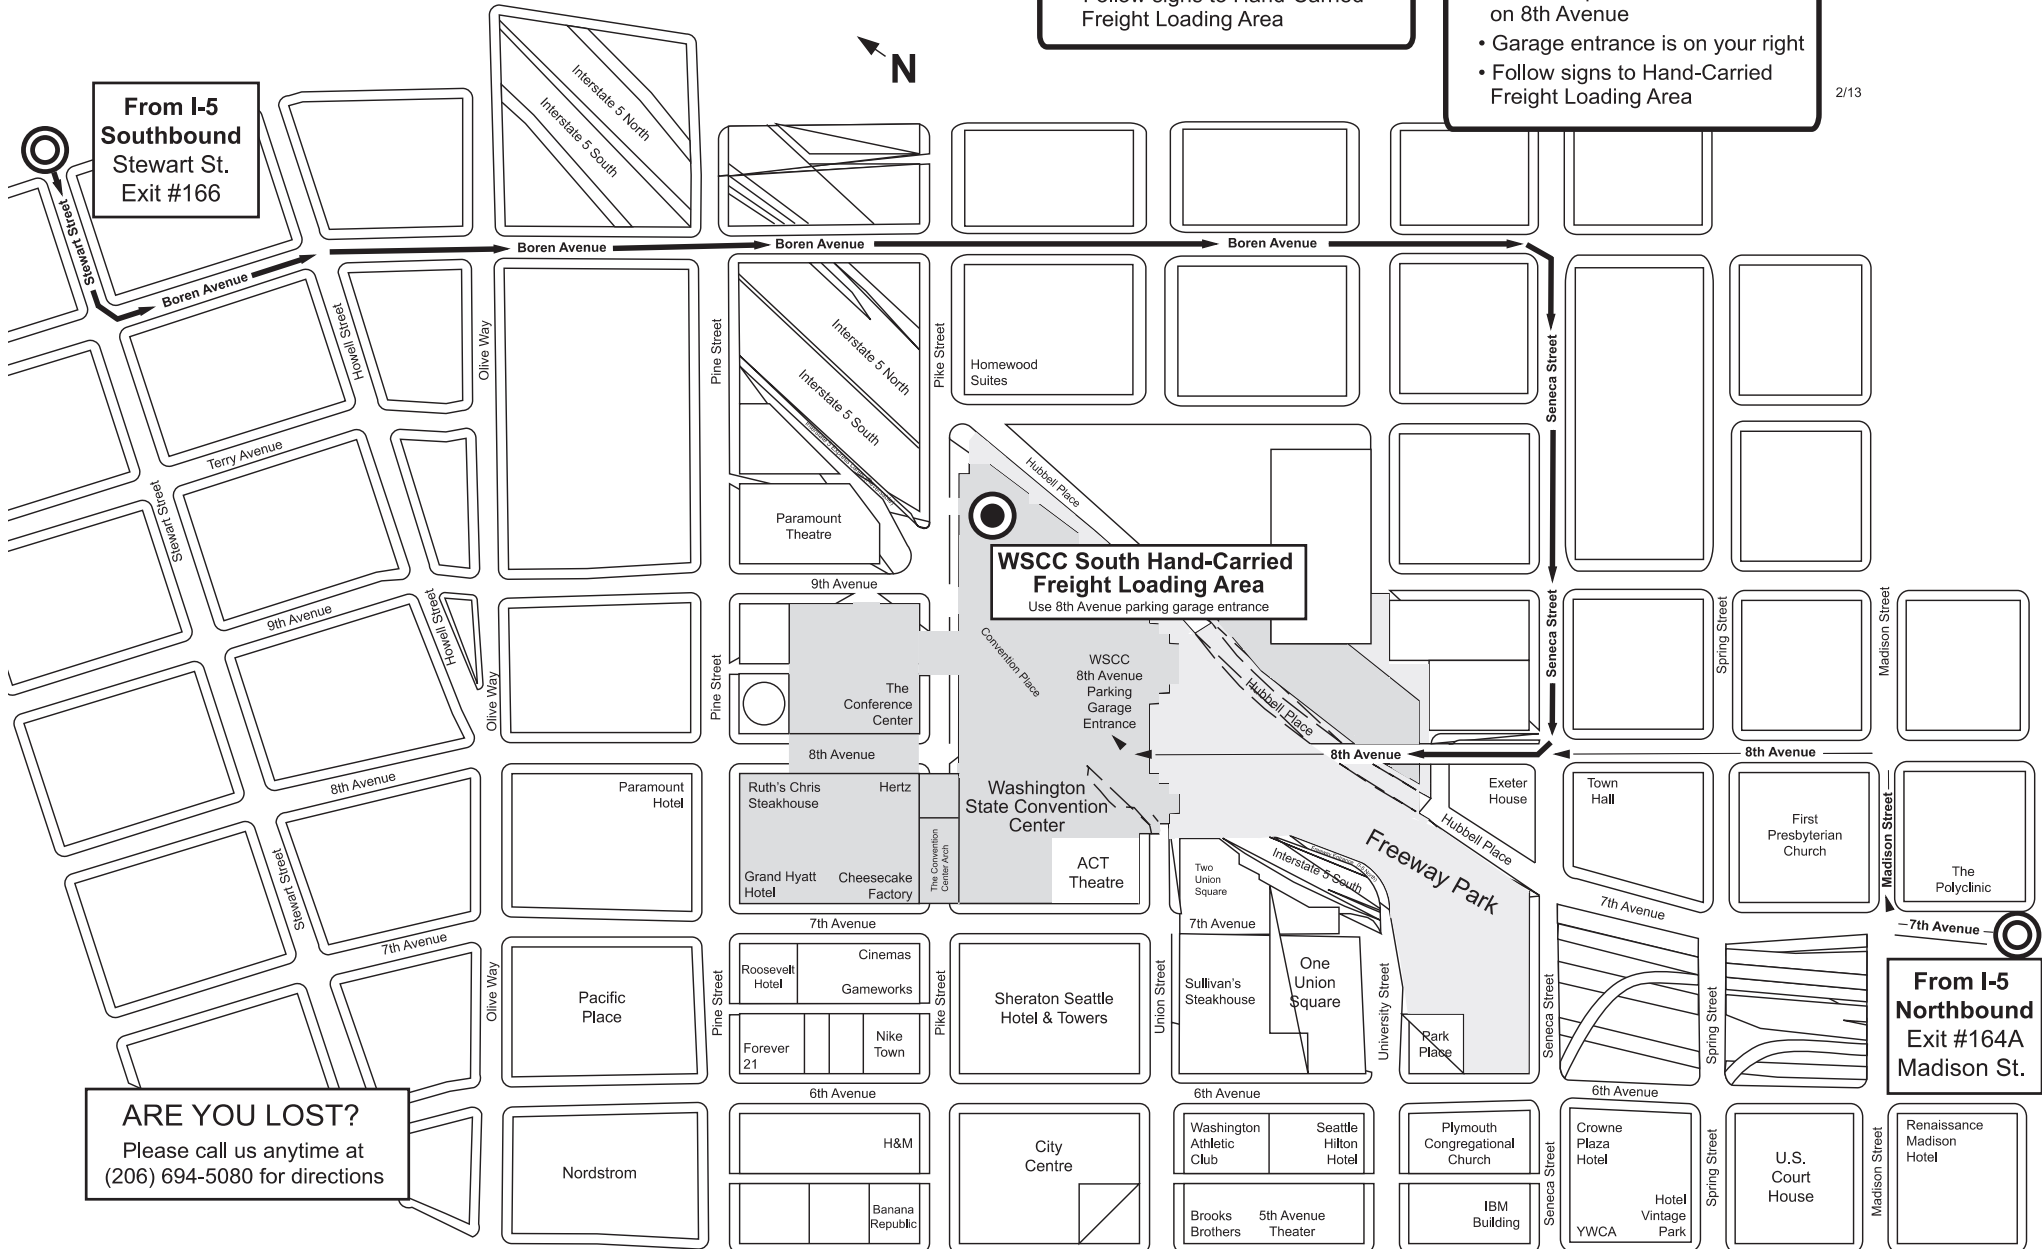 Freight Loading Area
on 8th Avenue
• Garage entrance is on your right
• Follow signs to Hand-Carried
Freight Loading Area
2/13
N
From I-5
Southbound
Stewart St.
Exit #166
Interstate 5 North
Interstate 5 South
Stewart Street
Boren Avenue
Boren Avenue
Boren Avenue
Boren Avenue
Howell Street
Olive Way
Pine Street
Interstate 5 North
Interstate 5 South
Pike Street
Homewood
Suites
Seneca Street
Terry Avenue
Stewart Street
Hubbell Place
Paramount
Theatre
WSCC South Hand-Carried
Freight Loading Area
Use 8th Avenue parking garage entrance
9th Avenue
9th Avenue
Howell Street
Olive Way
Pine Street
Convention Place
The
Conference
Center
WSCC
8th Avenue
Parking
Garage
Entrance
Hubbell Place
Seneca Street
Spring Street
Madison Street
8th Avenue
8th Avenue
8th Avenue
8th Avenue
Paramount
Hotel
Ruth's Chris
Steakhouse
Hertz
Grand Hyatt
Hotel
Cheesecake
Factory
The Convention
Center Arch
Washington
State Convention
Center
ACT
Theatre
Two
Union
Square
Interstate 5 South
Freeway Park
Hubbell Place
Exeter
House
Town
Hall
First
Presbyterian
Church
Madison Street
The
Polyclinic
Stewart Street
7th Avenue
7th Avenue
7th Avenue
7th Avenue
7th Avenue
Olive Way
Pacific
Place
Pine Street
Roosevelt
Hotel
Cinemas
Gameworks
Forever
21
Nike
Town
Pike Street
Sheraton Seattle
Hotel & Towers
Union Street
Sullivan's
Steakhouse
One
Union
Square
University Street
Park
Place
Seneca Street
Spring Street
From I-5
Northbound
Exit #164A
Madison St.
6th Avenue
6th Avenue
6th Avenue
ARE YOU LOST?
Please call us anytime at
(206) 694-5080 for directions
Nordstrom
H&M
Banana
Republic
City
Centre
Washington
Athletic
Club
Seattle
Hilton
Hotel
Brooks
Brothers
5th Avenue
Theater
Plymouth
Congregational
Church
IBM
Building
Seneca Street
Crowne
Plaza
Hotel
YWCA
Hotel
Vintage
Park
Spring Street
U.S.
Court
House
Madison Street
Renaissance
Madison
Hotel